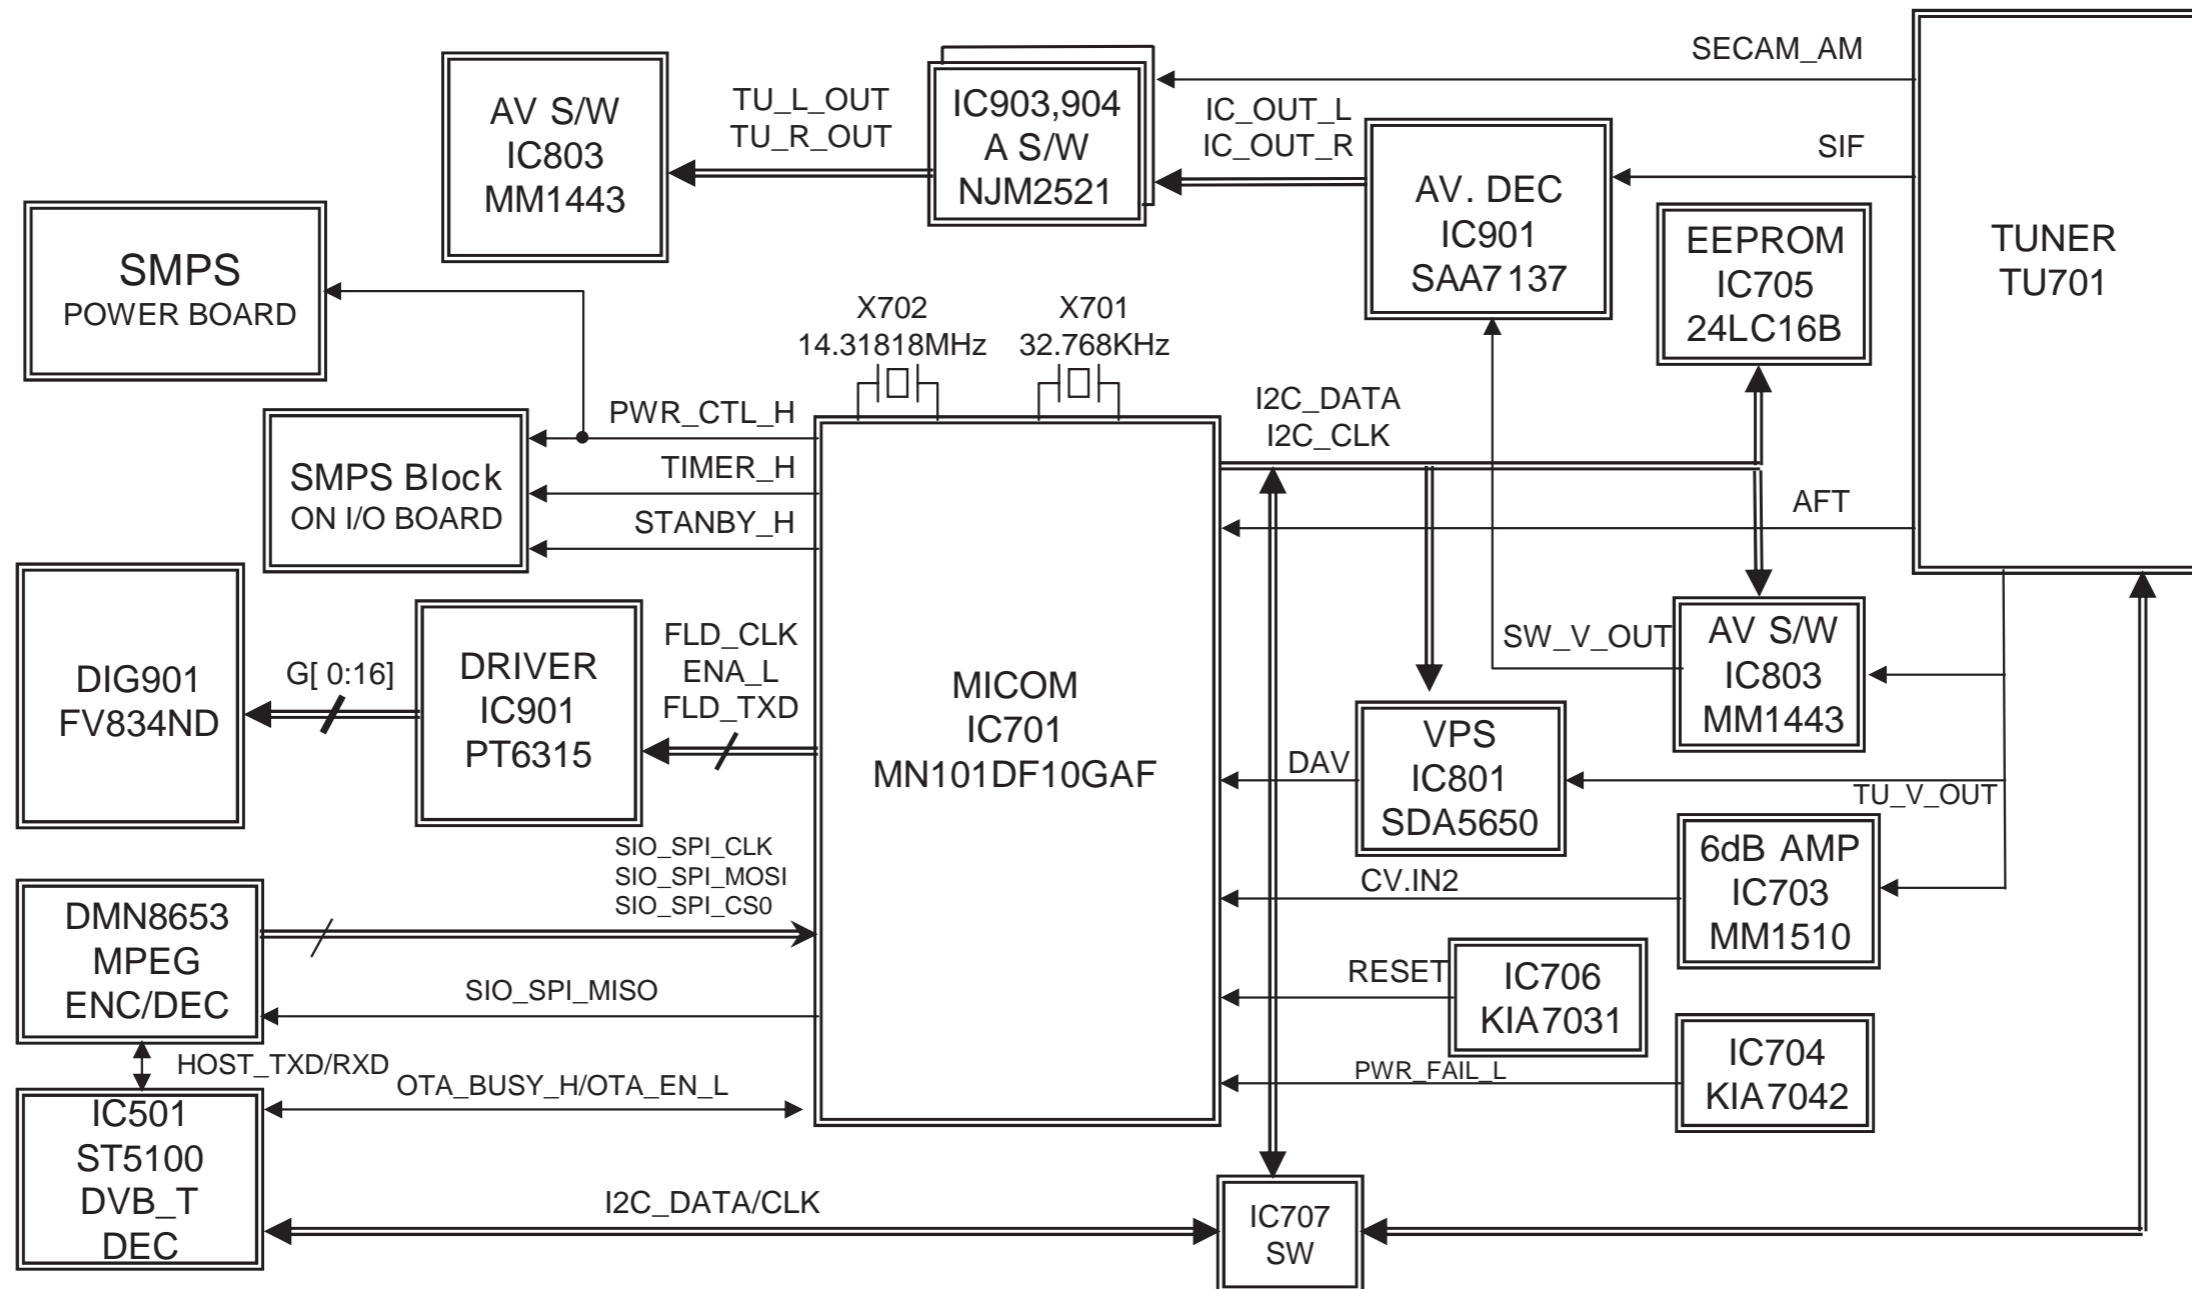 SECAM_AM
AV S/W
IC803
MM1443
TU_L_OUT
TU_R_OUT
IC903,904
A S/W
NJM2521
IC_OUT_L
IC_OUT_R
SIF
AV. DEC
IC901
SAA7137
EEPROM
IC705
24LC16B
TUNER
TU701
SMPS
POWER BOARD
X702
14.31818MHz
X701
32.768KHz
I2C_DATA
I2C_CLK
PWR_CTL_H
TIMER_H
STANBY_H
SMPS Block
ON I/O BOARD
AFT
DIG901
FV834ND
G[ 0:16]
DRIVER
IC901
PT6315
FLD_CLK
ENA_L
FLD_TXD
MICOM
IC701
MN101DF10GAF
SW_V_OUT
AV S/W
IC803
MM1443
DAV
VPS
IC801
SDA5650
TU_V_OUT
SIO_SPI_CLK
SIO_SPI_MOSI
SIO_SPI_CS0
CV.IN2
6dB AMP
IC703
MM1510
DMN8653
MPEG
ENC/DEC
SIO_SPI_MISO
RESET
IC706
KIA7031
HOST_TXD/RXD
OTA_BUSY_H/OTA_EN_L
PWR_FAIL_L
IC704
KIA7042
IC501
ST5100
DVB_T
DEC
I2C_DATA/CLK
IC707
SW